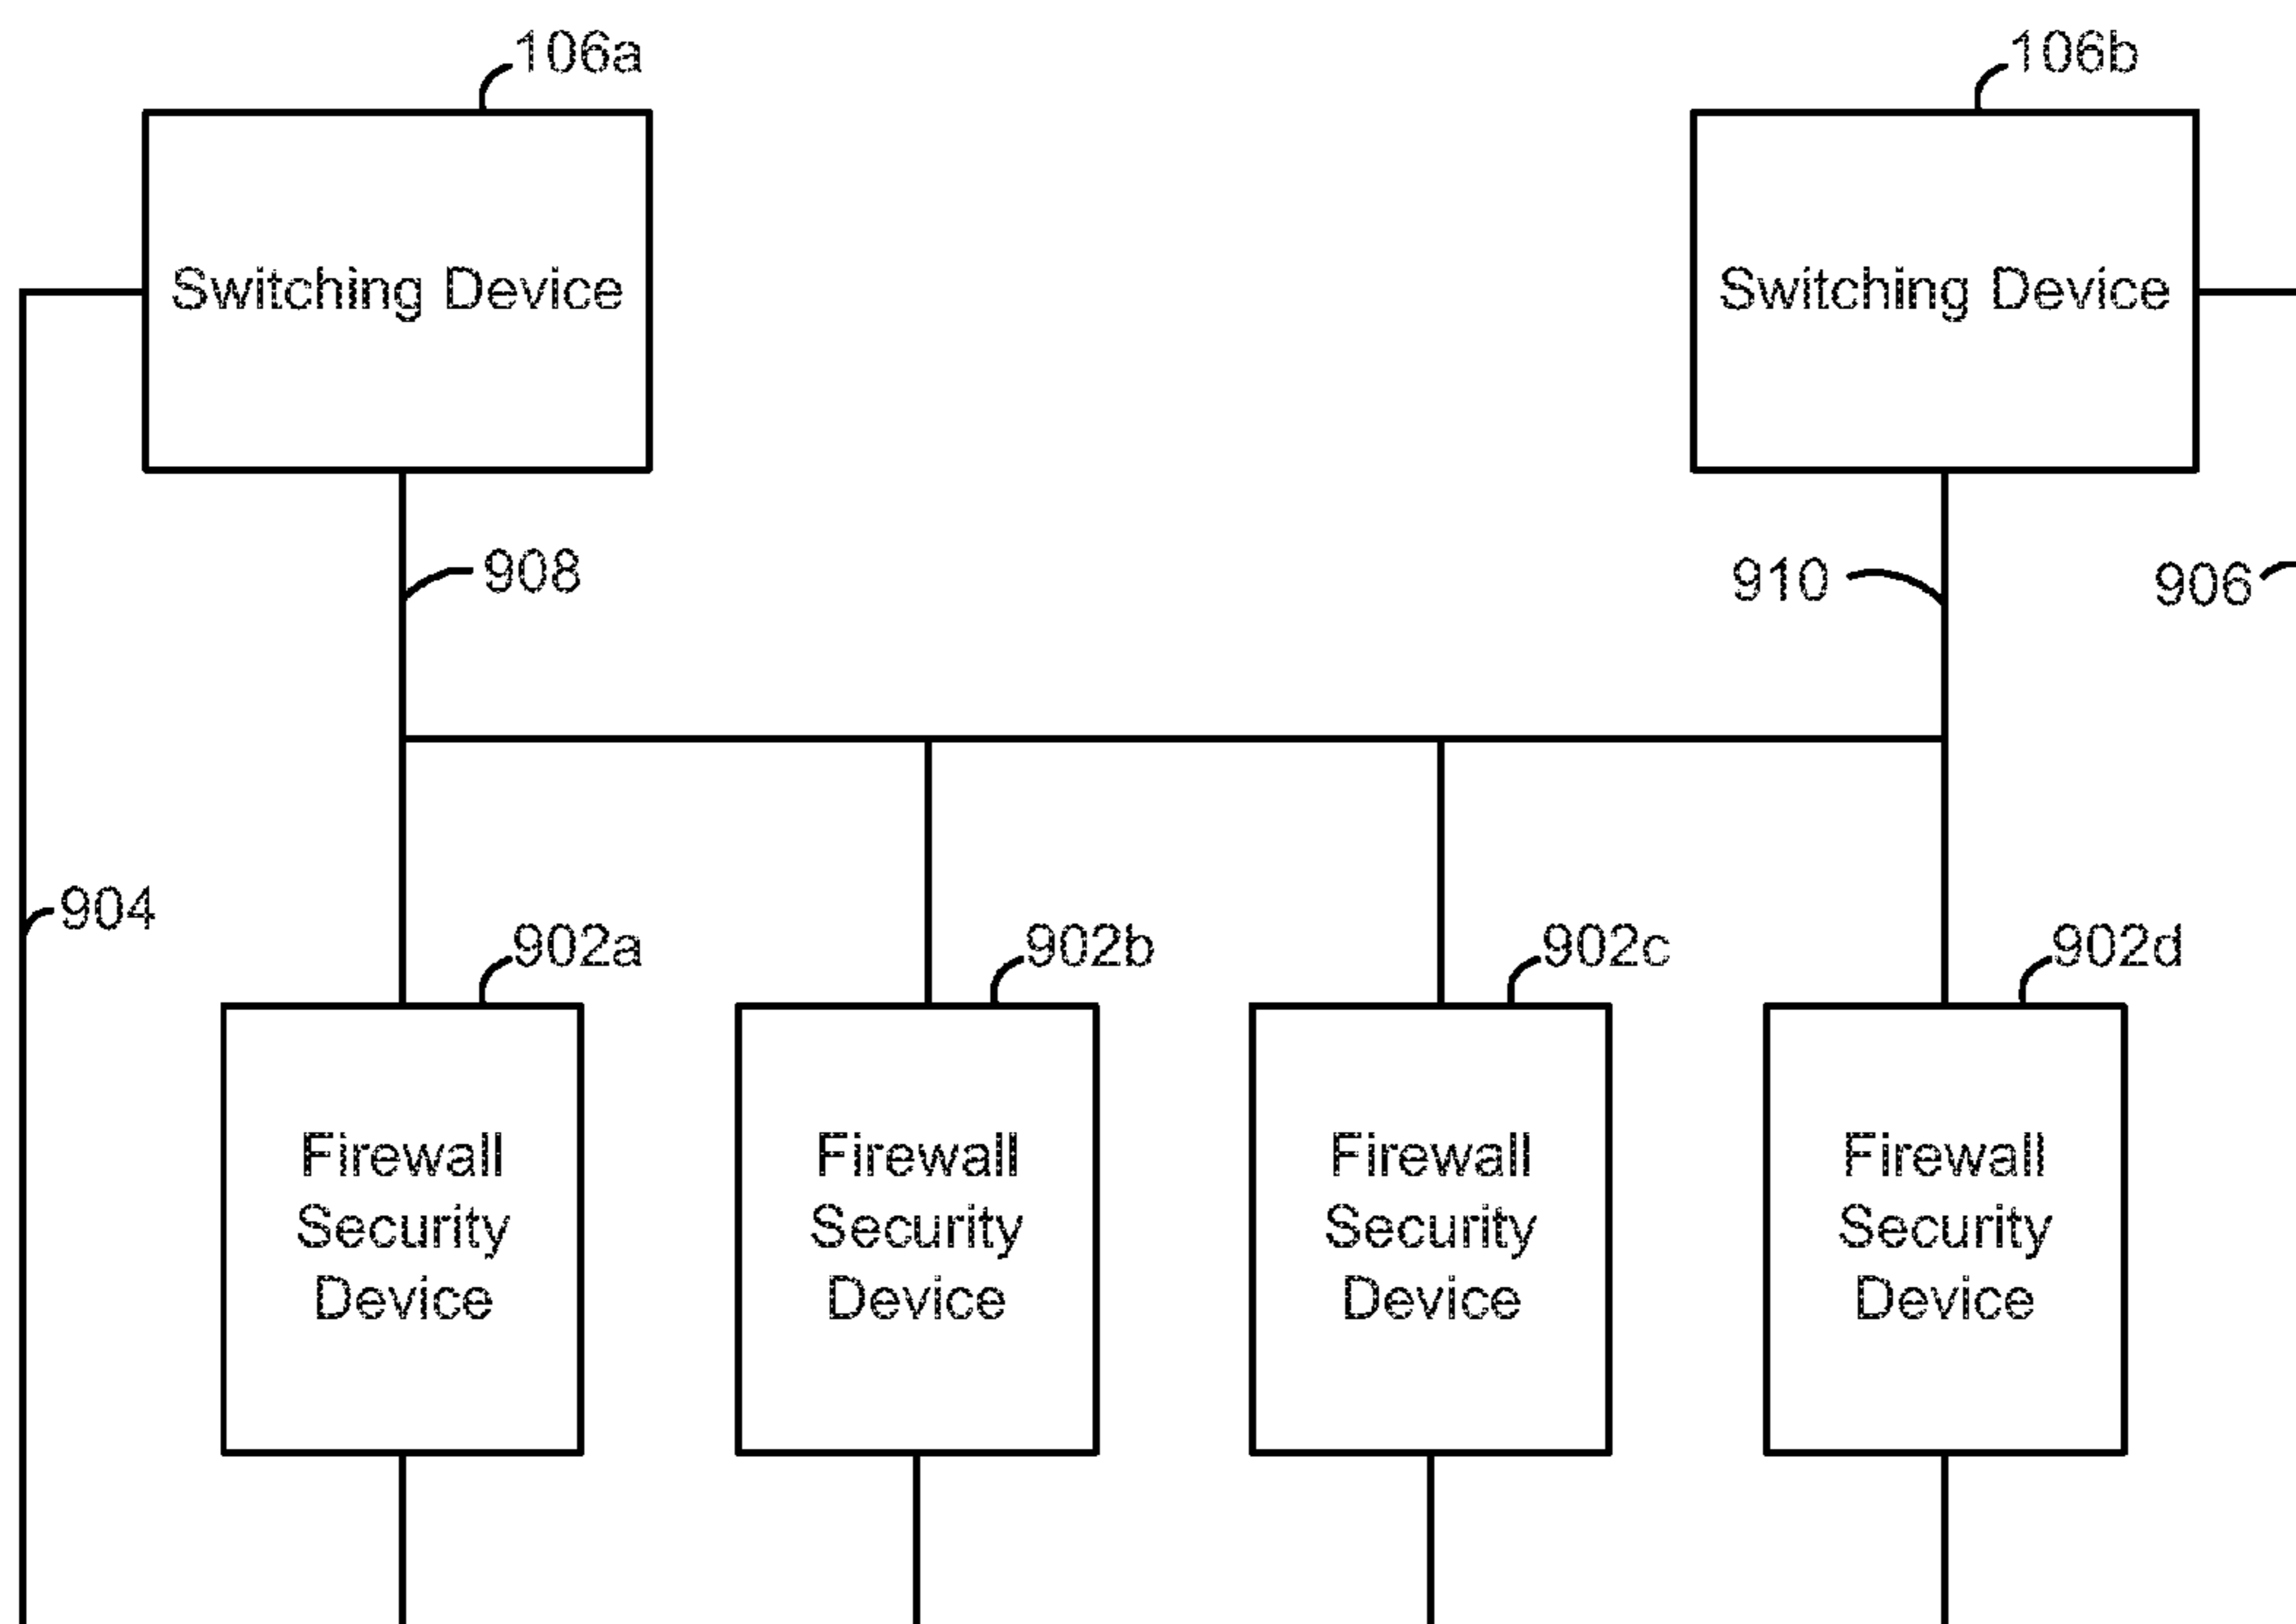 106a
106b
Switching Device
Switching Device
908
910
906
904
902a
902b
902c
902d
Firewall
Security
Device
Firewall
Security
Device
Firewall
Security
Device
Firewall
Security
Device